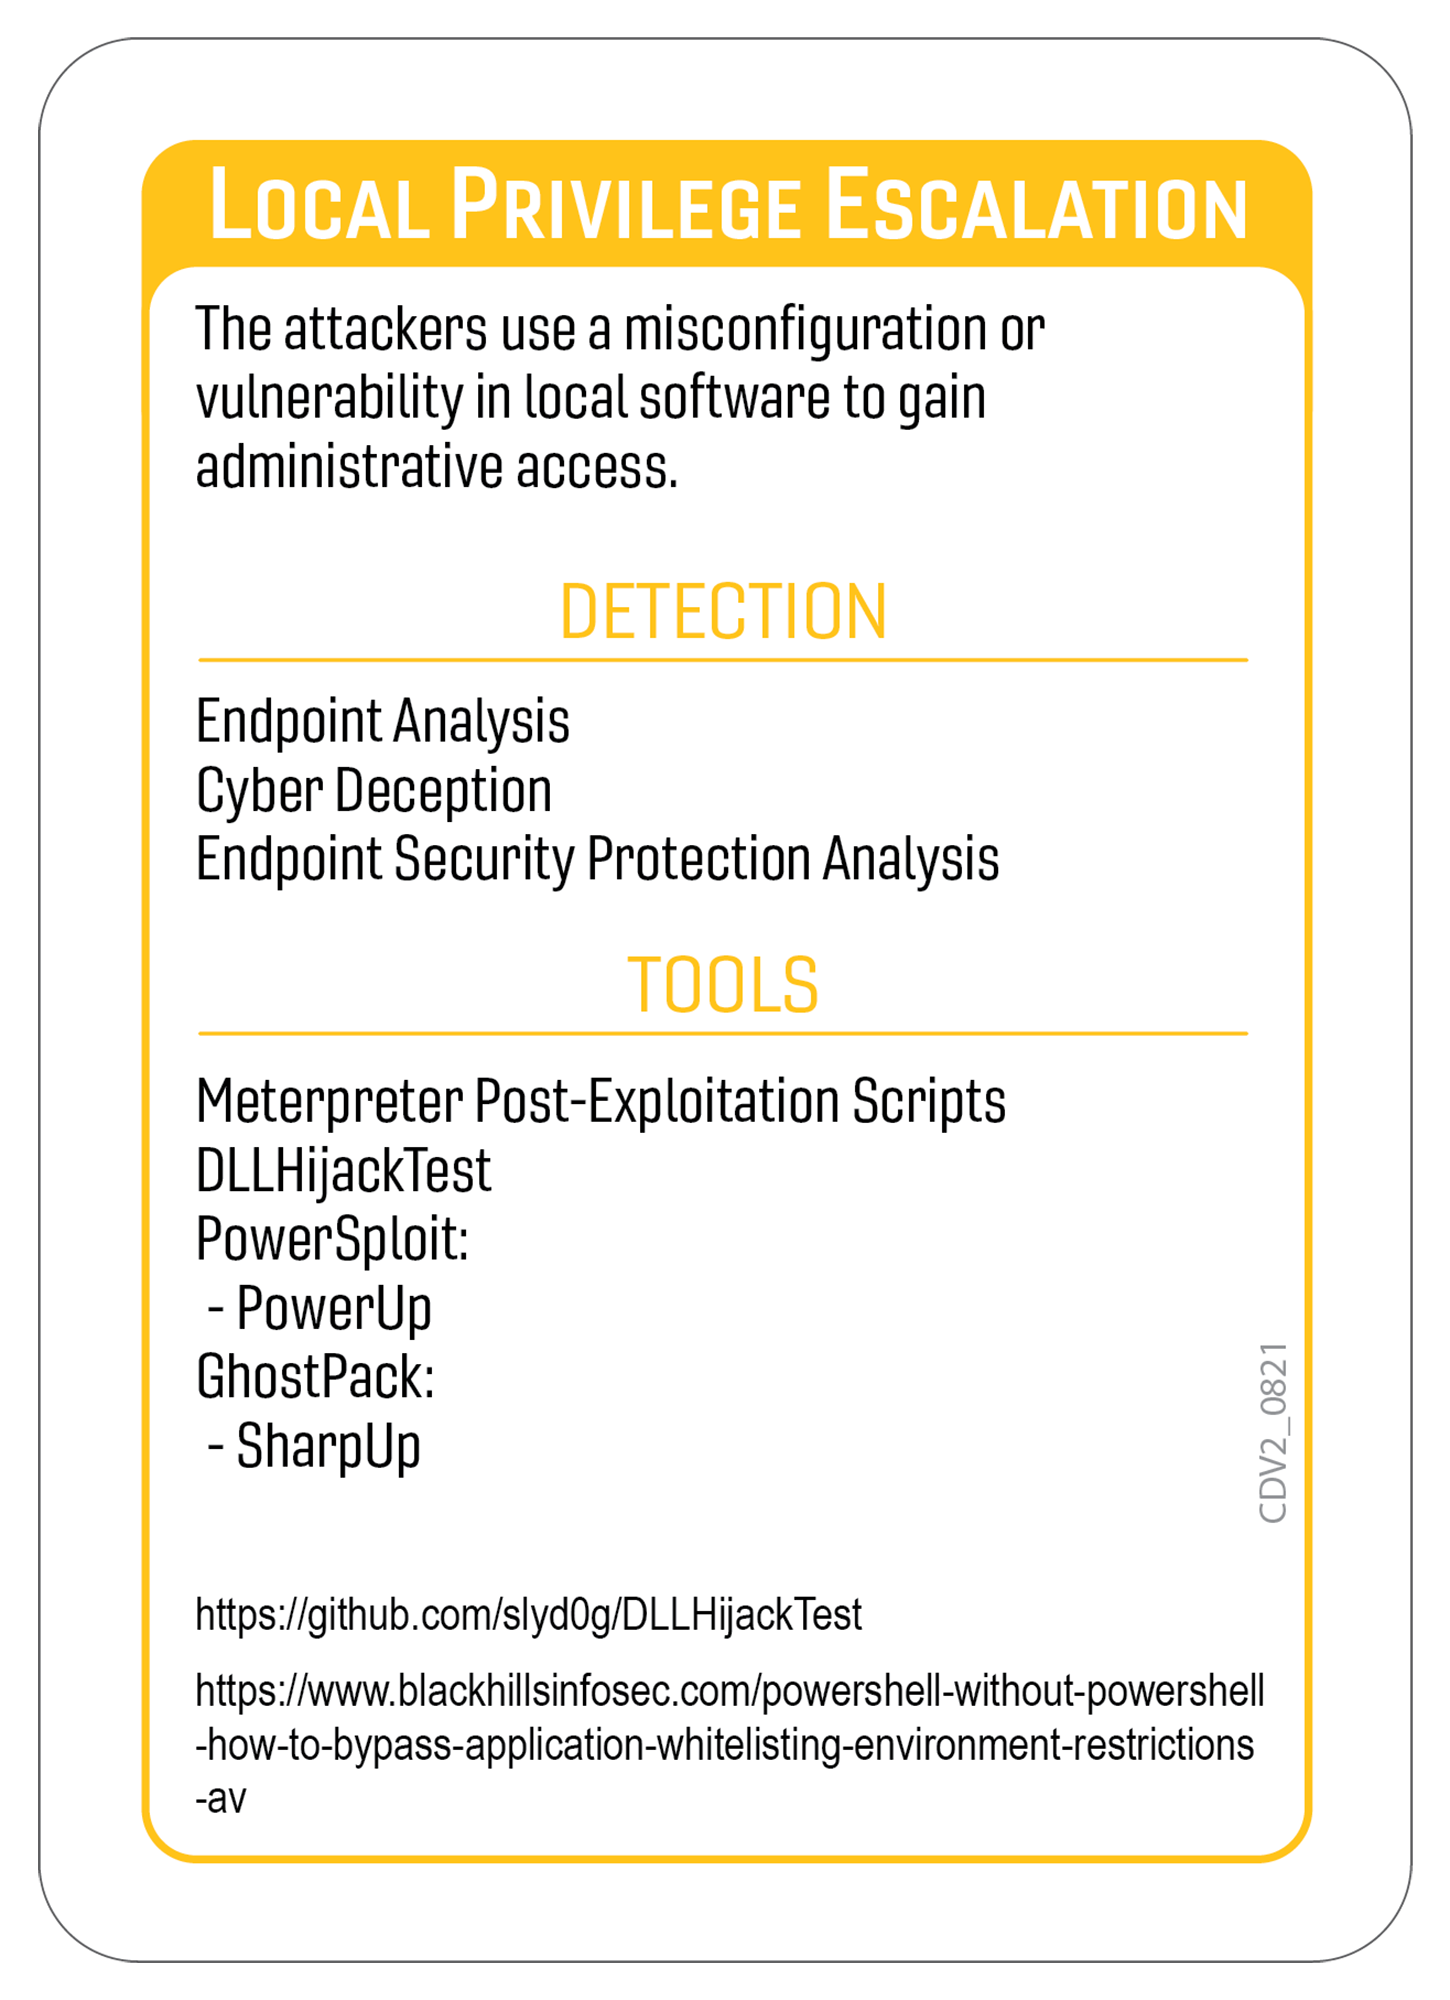 LOCAL PRIVILEGE ESCALATION
The attackers use a misconfiguration or
vulnerability in local software to gain
administrative access.
DETECTION
Endpoint Analysis
Cyber Deception
Endpoint Security Protection Analysis
TOOLS
Meterpreter Post-Exploitation Scripts
DLLHijackTest
PowerSploit:
- PowerUp
GhostPack:
- SharpUp
CDV2_0821
https://github.com/slyd0g/DLLHijackTest
https://www.blackhillsinfosec.com/powershell-without-powershell
-how-to-bypass-application-whitelisting-environment-restrictions
-av